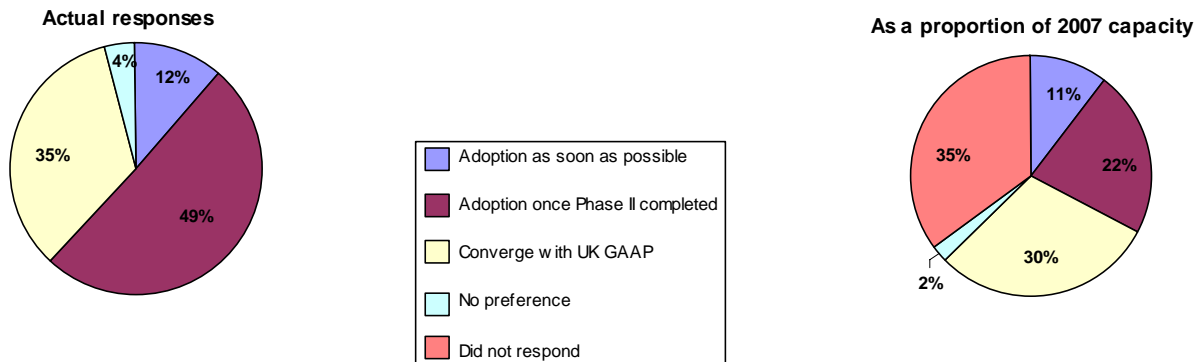 Actual responses
4%
12%
35%
49%
Adoption as soon as possible
Adoption once Phase II completed
Converge with UK GAAP
No preference
Did not respond
As a proportion of 2007 capacity
11%
35%
22%
30%
2%